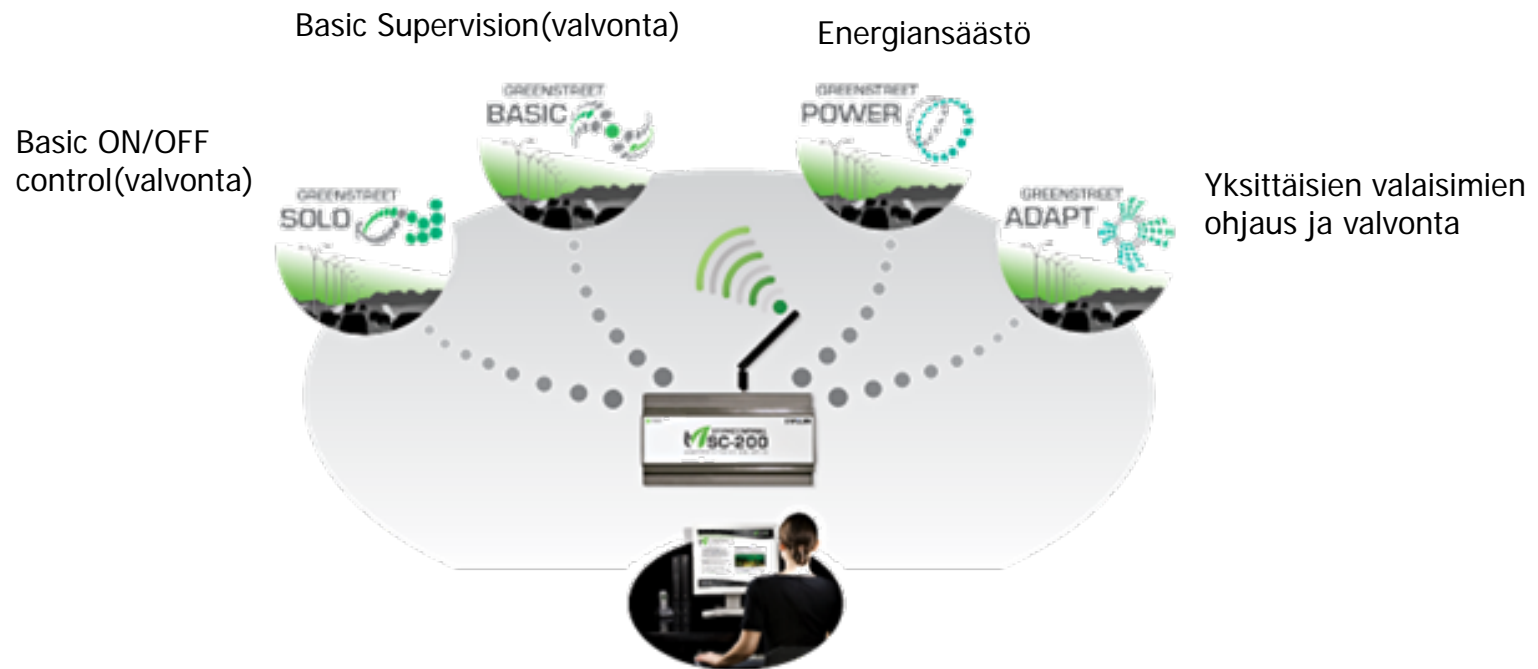 Basic Supervision(valvonta)
Energiansäästö
GREENSTREET
BASIC
GREENSTREET
POWER
Basic ON/OFF
control(valvonta)
GREENSTREET
SOLO
GREENSTREET
ADAPT
Yksittäisien valaisimien
ohjaus ja valvonta
SC-200